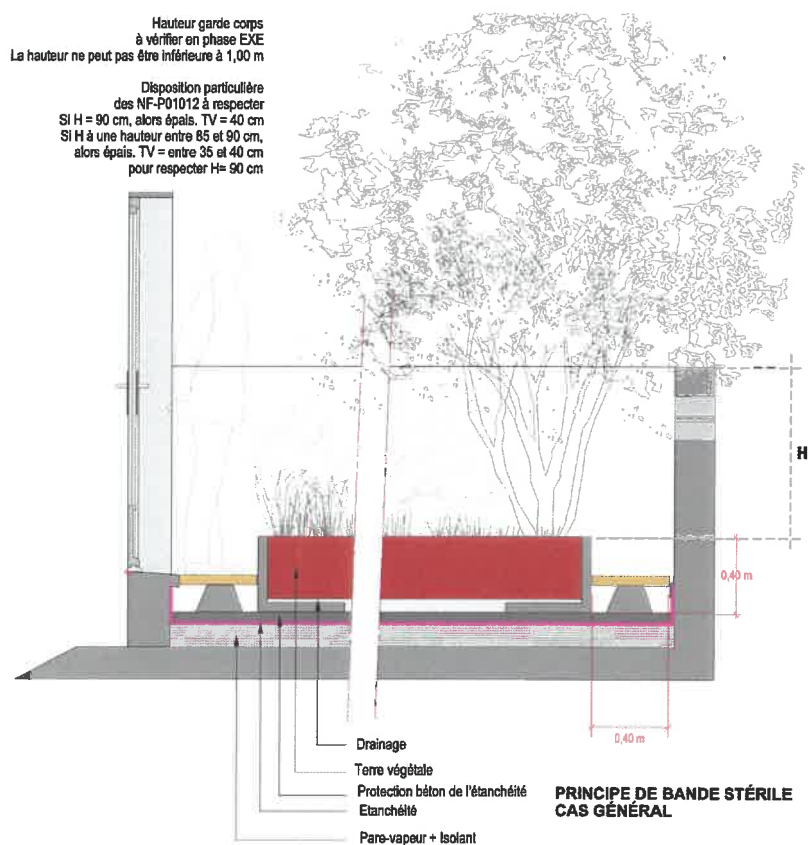 Hauteur garde corps
à vérifier en phase EXE
La hauteur ne peut pas être inférieure à 1,00 m
Disposition particulière
des NF-P01012 à respecter
Si H = 90 cm, alors épais. TV = 40 cm
Si H à une hauteur entre 85 et 90 cm,
alors épais. TV = entre 35 et 40 cm
pour respecter H= 90 cm
H
0,40 m
0,40 m
Drainage
Terre végétale
Protection béton de l'étanchéité
Etanchéité
Pare-vapeur + Isolant
PRINCIPE DE BANDE STÉRILE
CAS GÉNÉRAL